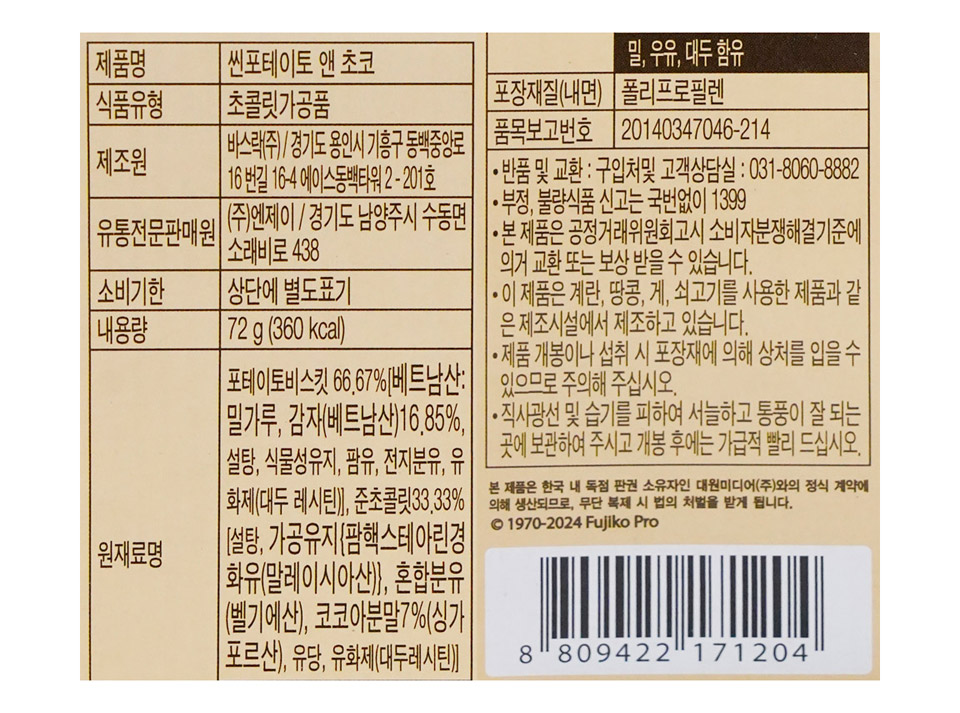 제품명 씬포테이토 앤 초코
식품유형 초콜릿가공품
제조원 바스락(주) / 경기도 용인시 기흥구 동백중앙로
16 번길 16-4 에이스동백타워 2 - 201호
유통전문판매원 (주)엔제이 / 경기도 남양주시 수동면
소래비로 438
소비기한 상단에 별도표기
내용량 72 g (360 kcal)
원재료명 포테이토비스킷 66.67%[베트남산:
밀가루, 감자(베트남산)16.85%,
설탕, 식물성유지, 팜유, 전지분유, 유
화제(대두 레시틴)], 준초콜릿33.33%
[설탕, 가공유지{팜핵스테아린경
화유(말레이시아산)}, 혼합분유
(벨기에산), 코코아분말7%(싱가
포르산), 유당, 유화제(대두레시틴)]
밀, 우유, 대두 함유
포장재질(내면) 폴리프로필렌
품목보고번호 20140347046-214
• 반품 및 교환 : 구입처및 고객상담실 : 031-8060-8882
• 부정, 불량식품 신고는 국번없이 1399
• 본 제품은 공정거래위원회고시 소비자분쟁해결기준에
의거 교환 또는 보상 받을 수 있습니다.
• 이 제품은 계란, 땅콩, 게, 쇠고기를 사용한 제품과 같
은 제조시설에서 제조하고 있습니다.
• 제품 개봉이나 섭취 시 포장재에 의해 상처를 입을 수
있으므로 주의해 주십시오.
• 직사광선 및 습기를 피하여 서늘하고 통풍이 잘 되는
곳에 보관하여 주시고 개봉 후에는 가급적 빨리 드십시오.
본 제품은 한국 내 독점 판권 소유자인 대원미디어(주)와의 정식 계약에
의해 생산되므로, 무단 복제 시 법의 처벌을 받게 됩니다.
© 1970-2024 Fujiko Pro
8 809422 171204